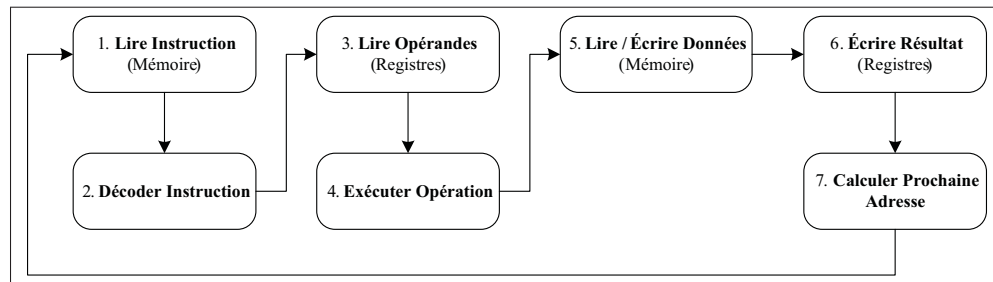 1. Lire Instruction
(Mémoire)
2. Décoder Instruction
3. Lire Opérandes
(Registres)
4. Exécuter Opération
5. Lire / Écrire Données
(Mémoire)
6. Écrire Résultat
(Registres)
7. Calculer Prochaine
Adresse